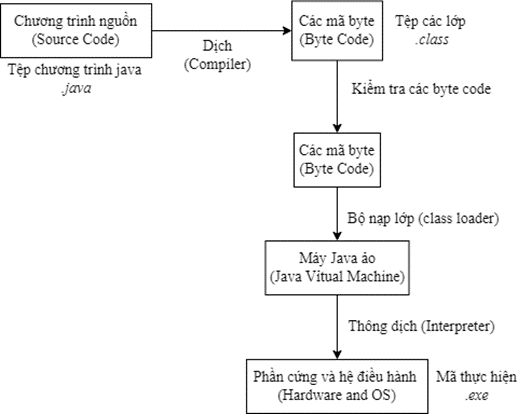 Chương trình nguồn
(Source Code)
Tệp chương trình java
.java
Dịch
(Compiler)
Các mã byte
(Byte Code)
Tệp các lớp
.class
Kiểm tra các byte code
Các mã byte
(Byte Code)
Bộ nạp lớp (class loader)
Máy Java ảo
(Java Vitual Machine)
Thông dịch (Interpreter)
Phần cứng và hệ điều hành
(Hardware and OS)
Mã thực hiện
.exe